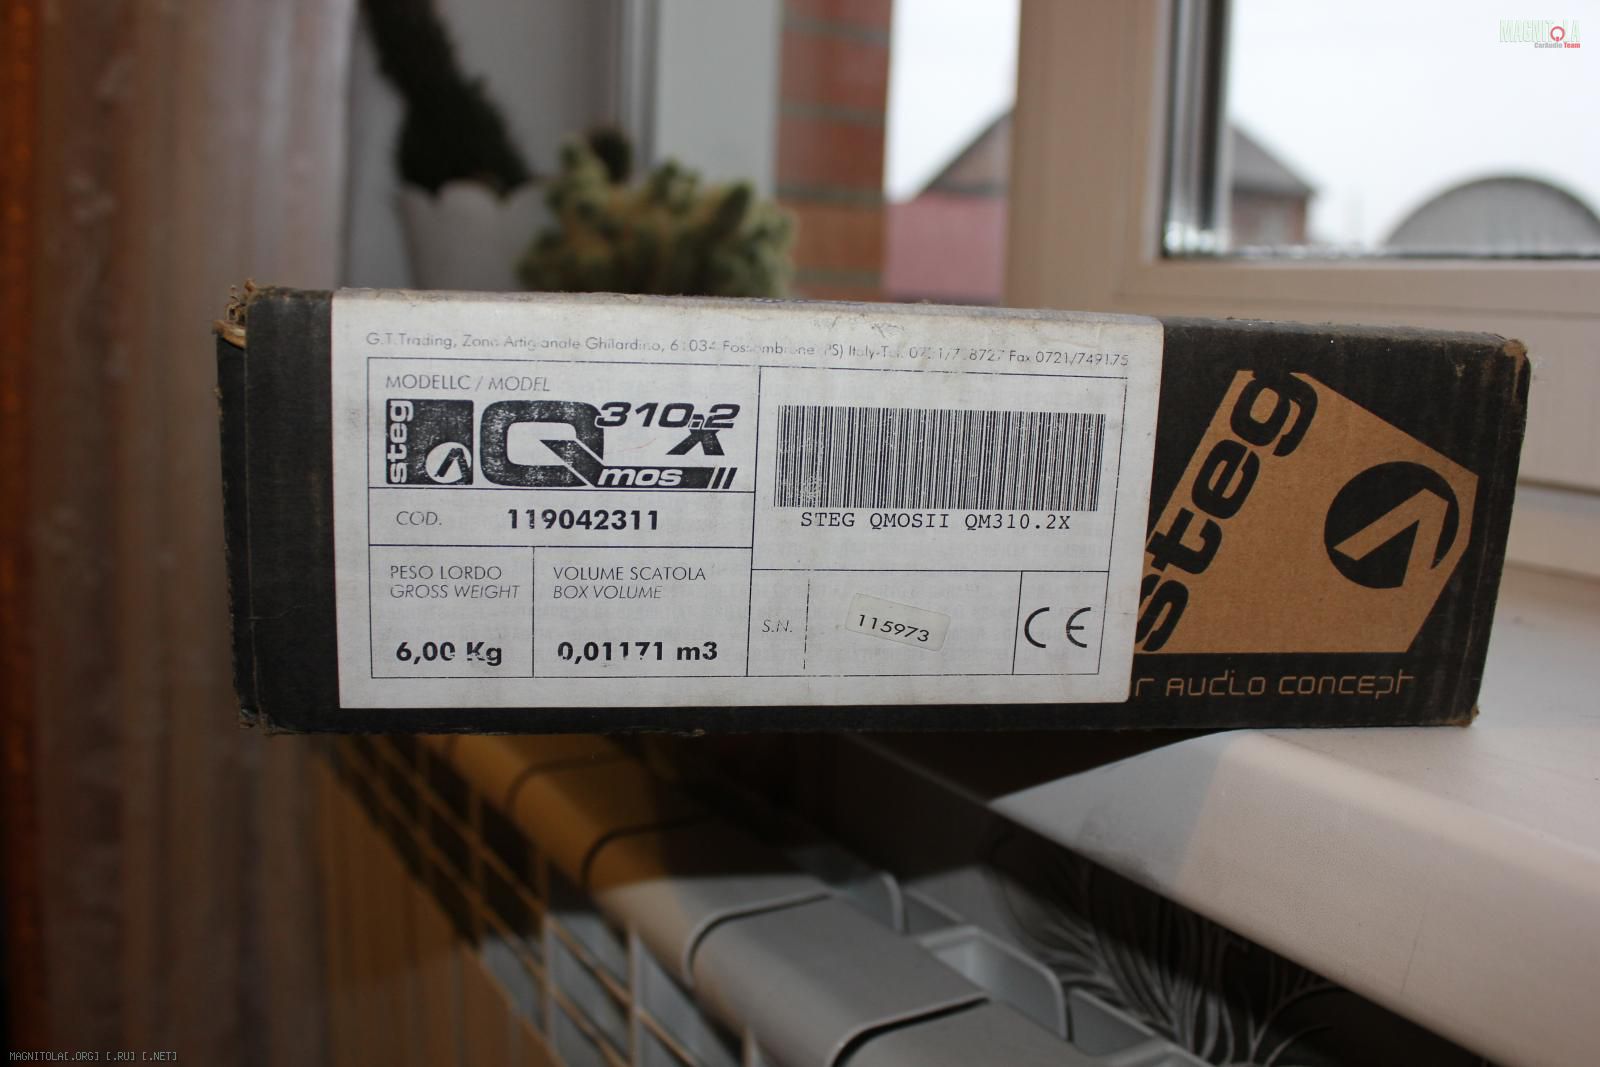 MAGNITOLA
CarAudio Team
G.T.Trading, Zona Artigianale Ghilardino, 61034 Fossombrone (PS) Italy-Tel. Fax 0721/749175
MODELLO / MODEL
steg
Q
310.2
X
mos II
COD. 119042311
PESO LORDO
GROSS WEIGHT
6,00 Kg
VOLUME SCATOLA
BOX VOLUME
0,01171 m3
STEG QMOSII QM310.2X
S.N. 115973
CE
steg
r AUDIO CONCEPT
MAGNITOLA[.ORG] [.RU] [.NET]